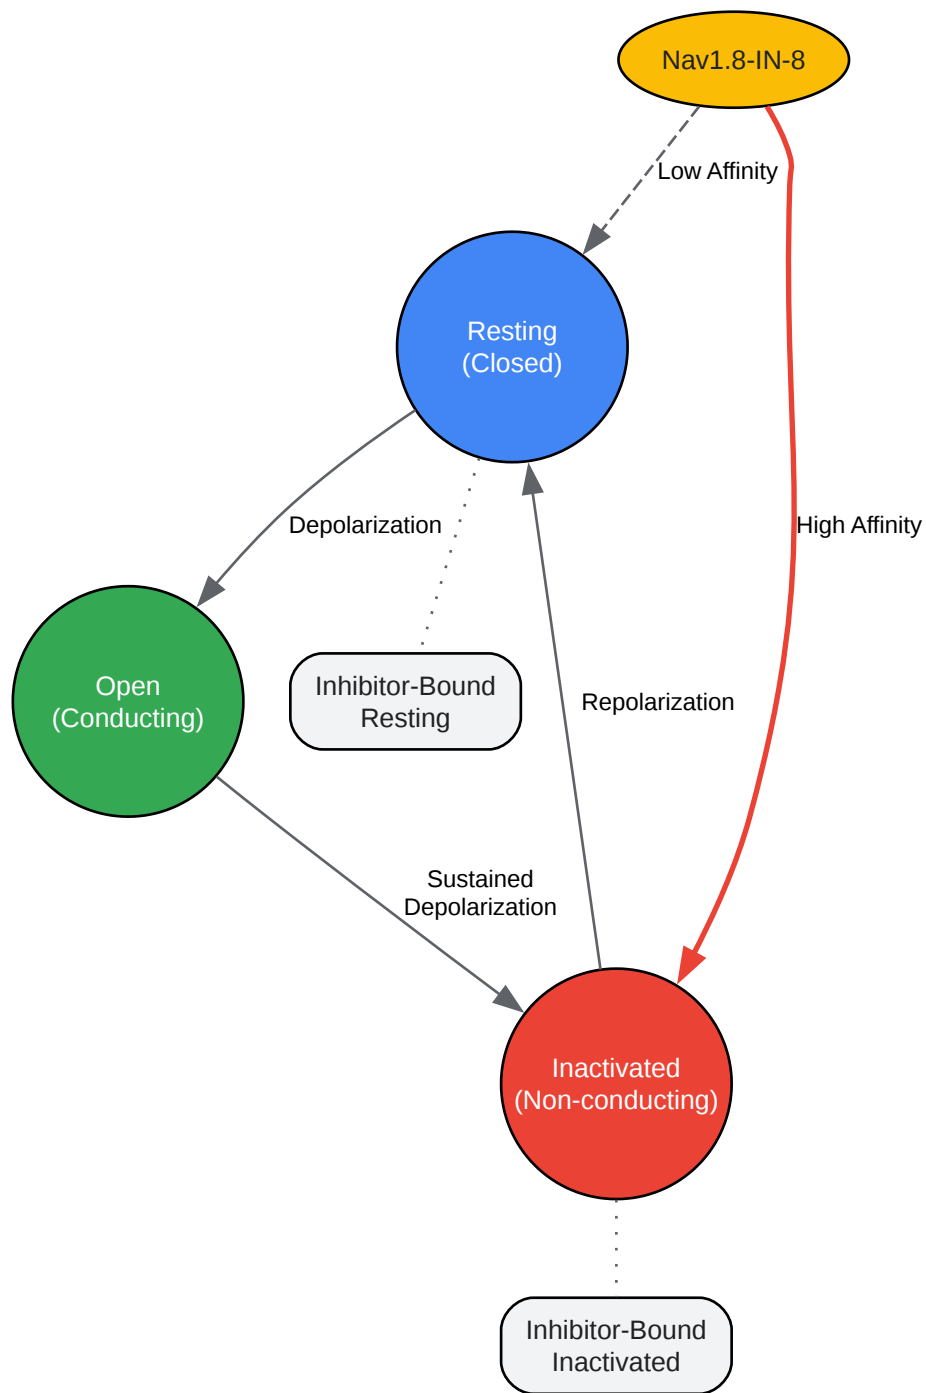 Nav1.8-IN-8
Low Affinity
Resting
(Closed)
Depolarization
High Affinity
Open
(Conducting)
Inhibitor-Bound
Resting
Repolarization
Sustained
Depolarization
Inactivated
(Non-conducting)
Inhibitor-Bound
Inactivated